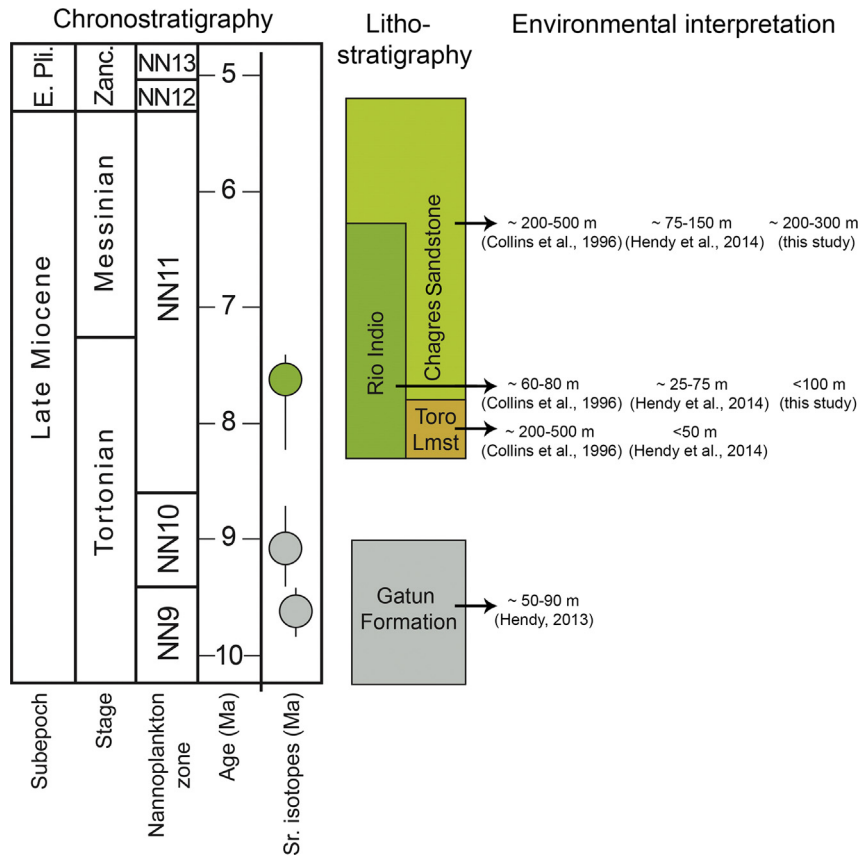 Chronostratigraphy
Litho-
stratigraphy
Environmental interpretation
E. Pli.
Late Miocene
Zanc.
Messinian
Tortonian
NN13
NN12
NN11
NN10
NN9
5
6
7
8
9
10
Subepoch
Stage
Nannoplankton
zone
Age (Ma)
Sr. isotopes (Ma)
Chagres Sandstone
Rio Indio
Toro
Lmst
Gatun
Formation
~ 200-500 m ~ 75-150 m ~ 200-300 m
(Collins et al., 1996) (Hendy et al., 2014) (this study)
~ 60-80 m ~ 25-75 m <100 m
(Collins et al., 1996) (Hendy et al., 2014) (this study)
~ 200-500 m <50 m
(Collins et al., 1996) (Hendy et al., 2014)
~ 50-90 m
(Hendy, 2013)